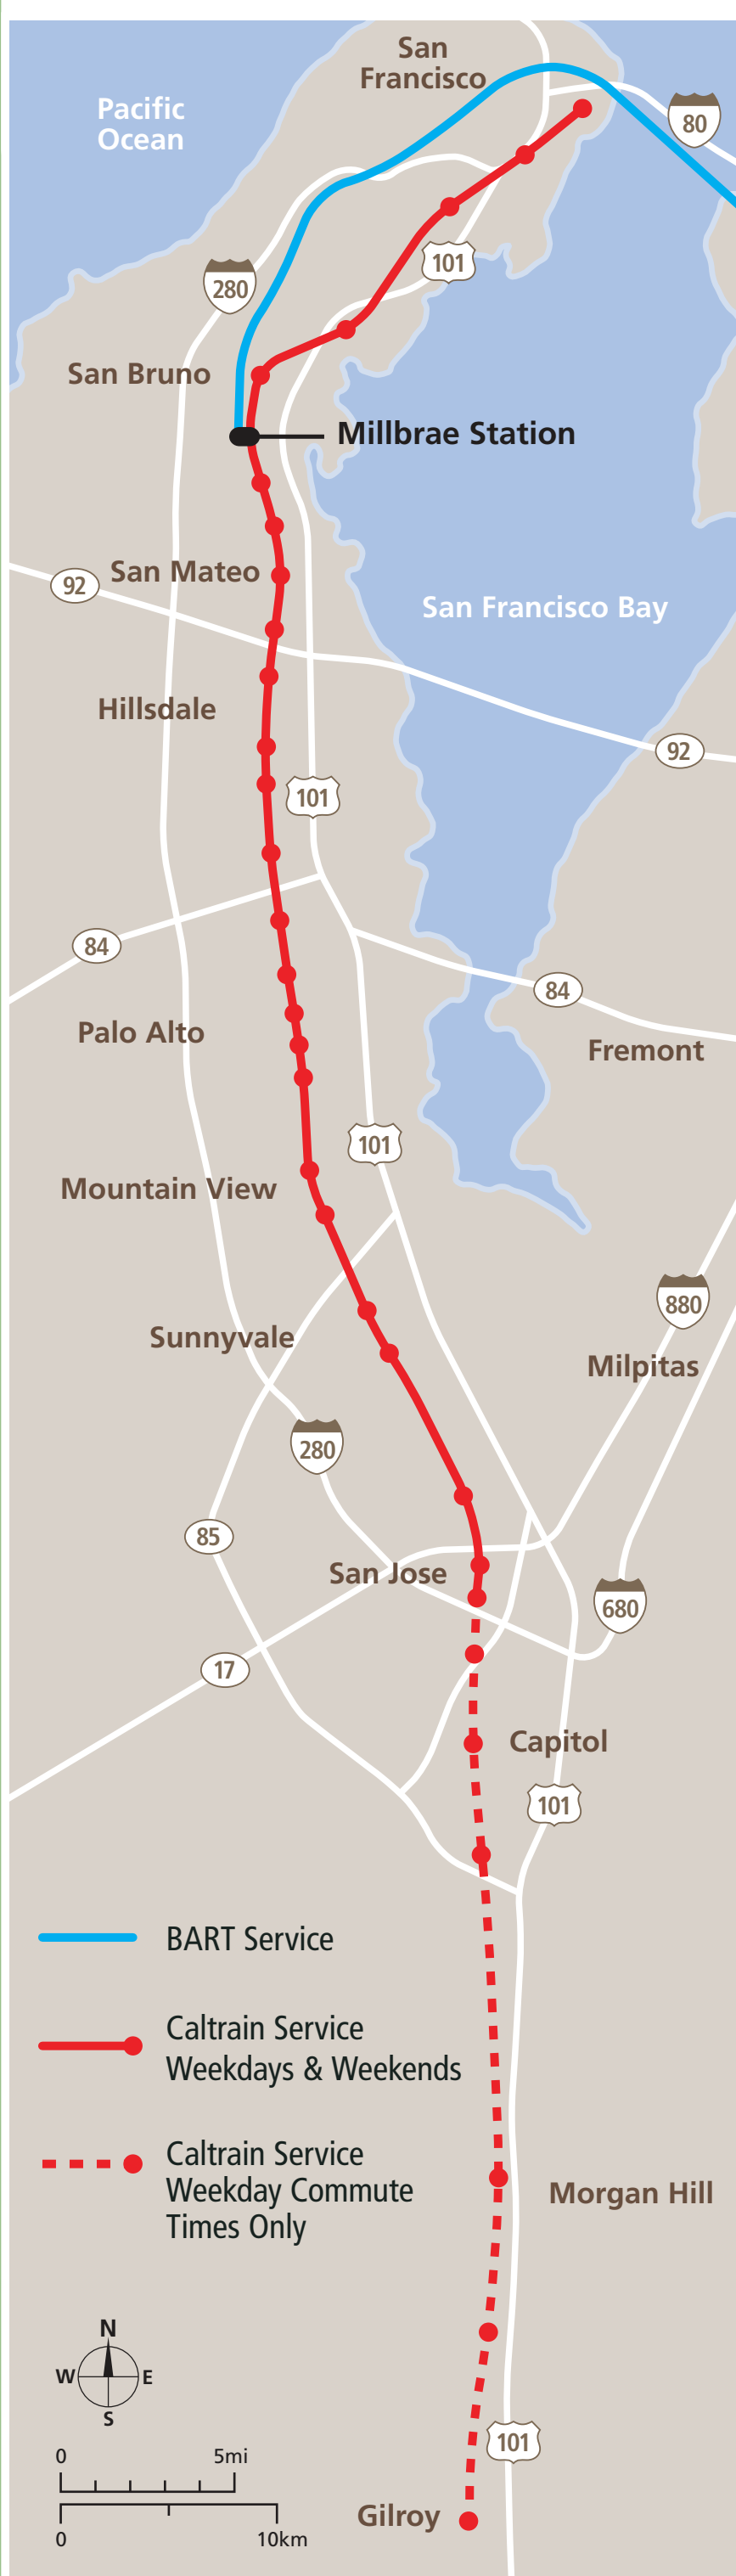 San
Francisco
Pacific
Ocean
80
101
280
San Bruno
Millbrae Station
San Mateo
92
San Francisco Bay
Hillsdale
92
101
84
84
Palo Alto
Fremont
101
Mountain View
880
Sunnyvale
Milpitas
280
85
San Jose
680
17
Capitol
101
BART Service
Caltrain Service
Weekdays & Weekends
Caltrain Service
Weekday Commute
Times Only
Morgan Hill
N
W E
S
101
0 5mi
Gilroy
0 10km